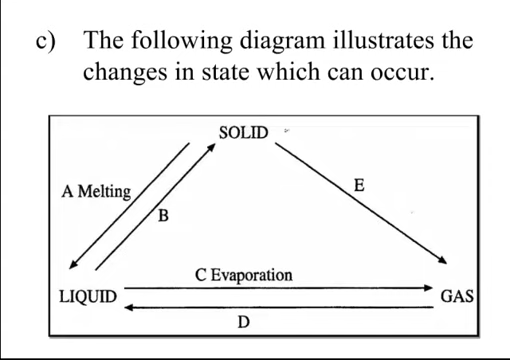 c) The following diagram illustrates the
changes in state which can occur.
SOLID
A Melting
E
B
C Evaporation
LIQUID
GAS
D